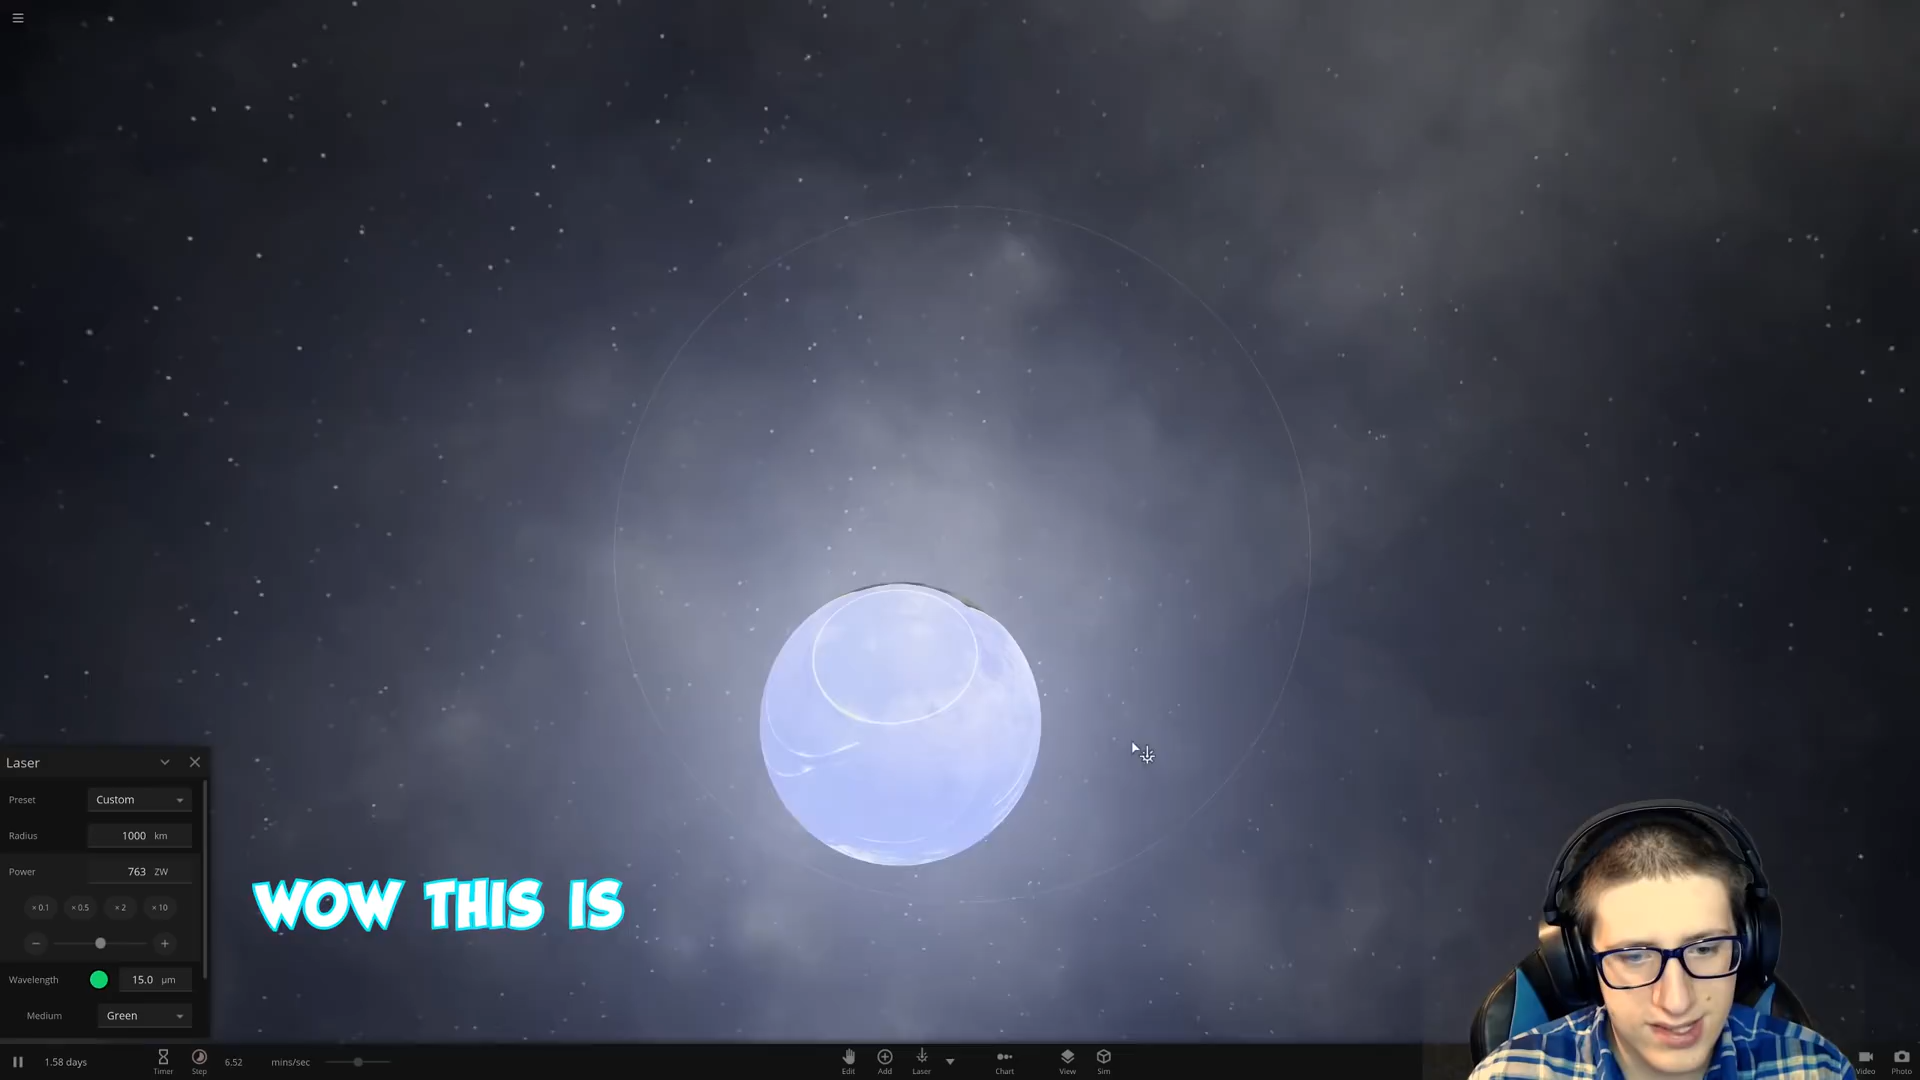 Laser
Preset Custom
Radius 1000 km
Power 763 ZW
× 0.1 × 0.5 × 2 × 10
WOW THIS IS
Wavelength 15.0 μm
Medium Green
1.58 days Timer Step 6.52 mins/sec Edit Add Laser Chart View Sim Video Photo